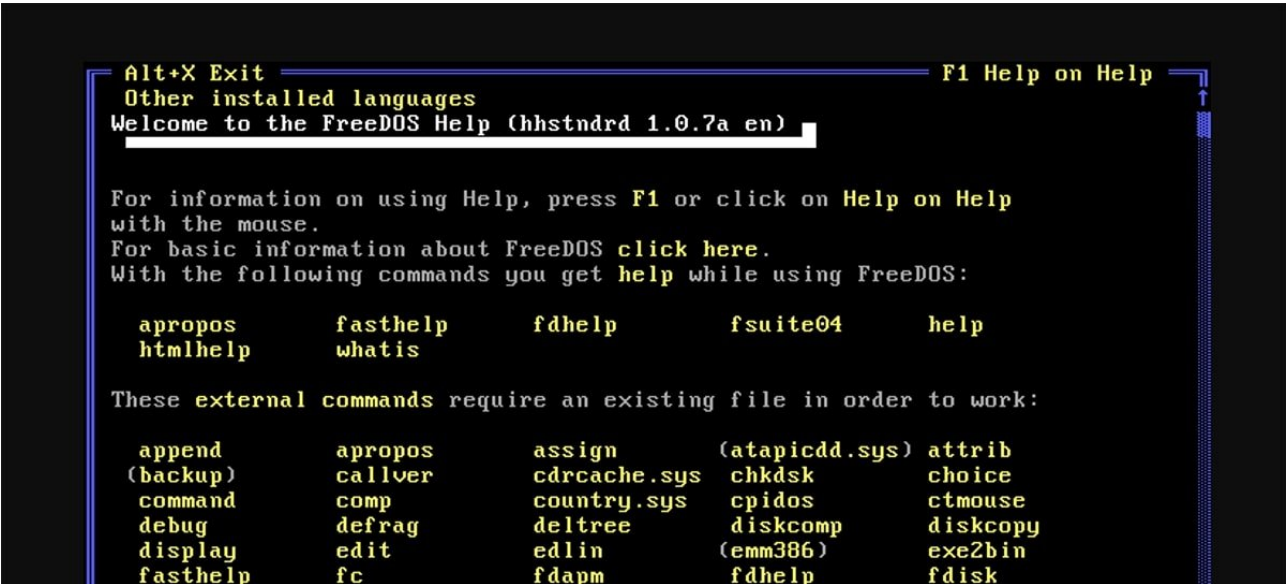 Alt+X Exit F1 Help on Help
Other installed languages
Welcome to the FreeDOS Help (hhstndrd 1.0.7a en)
For information on using Help, press F1 or click on Help on Help
with the mouse.
For basic information about FreeDOS click here.
With the following commands you get help while using FreeDOS:
apropos fasthelp fdhelp fsuite04 help
htmlhelp whatis
These external commands require an existing file in order to work:
append apropos assign (atapicdd.sys) attrib
(backup) callver cdrcache.sys chkdsk choice
command comp country.sys cpidos ctmouse
debug defrag deltree diskcomp diskcopy
display edit edlin (emm386) exe2bin
fasthelp fc fdapm fdhelp fdisk